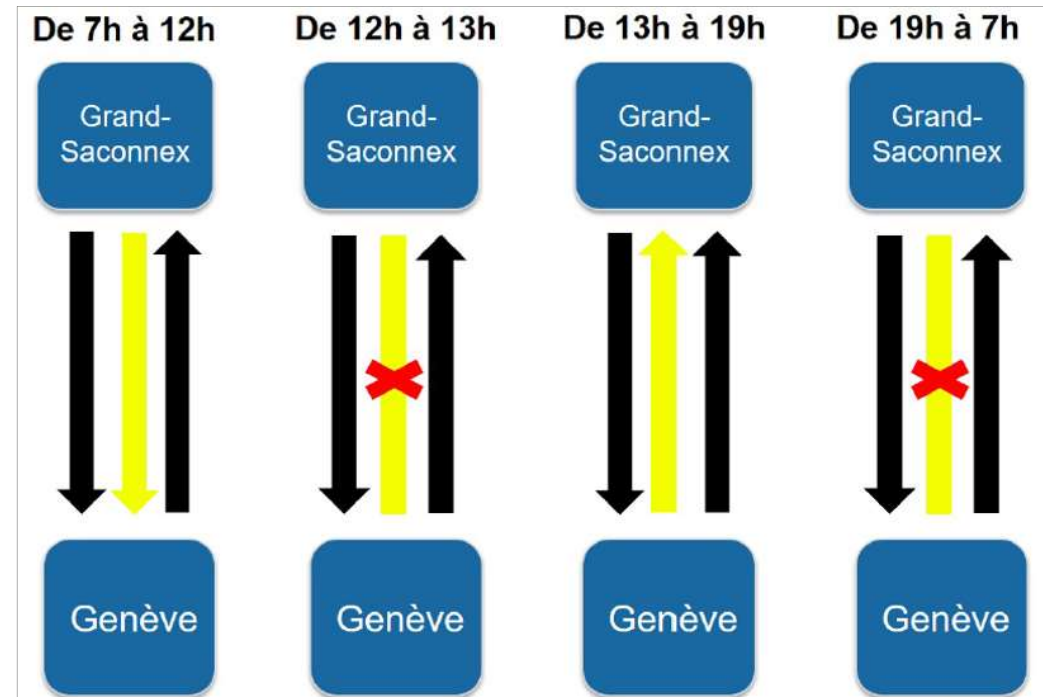 De 7h à 12h
De 12h à 13h
De 13h à 19h
De 19h à 7h
Grand-
Saconnex
Grand-
Saconnex
Grand-
Saconnex
Grand-
Saconnex
Genève
Genève
Genève
Genève